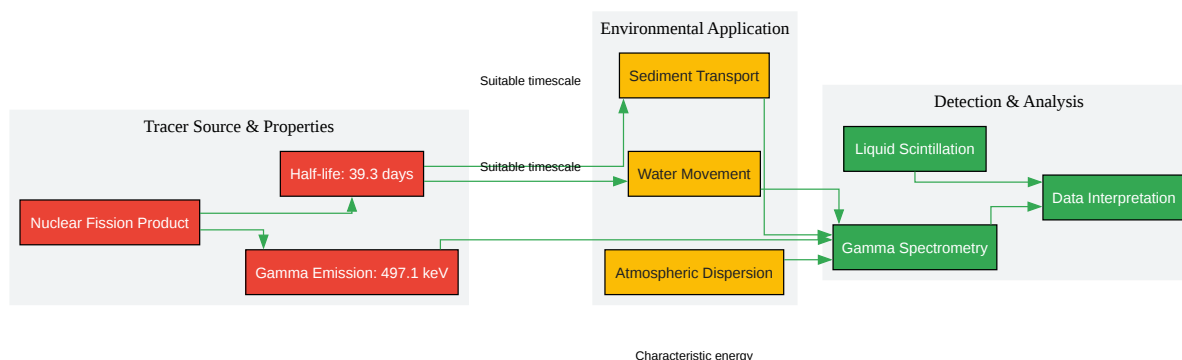 Environmental Application
Suitable timescale
Sediment Transport
Detection & Analysis
Tracer Source & Properties
Liquid Scintillation
Half-life: 39.3 days
Suitable timescale
Water Movement
Data Interpretation
Nuclear Fission Product
Gamma Spectrometry
Gamma Emission: 497.1 keV
Atmospheric Dispersion
Characteristic energy